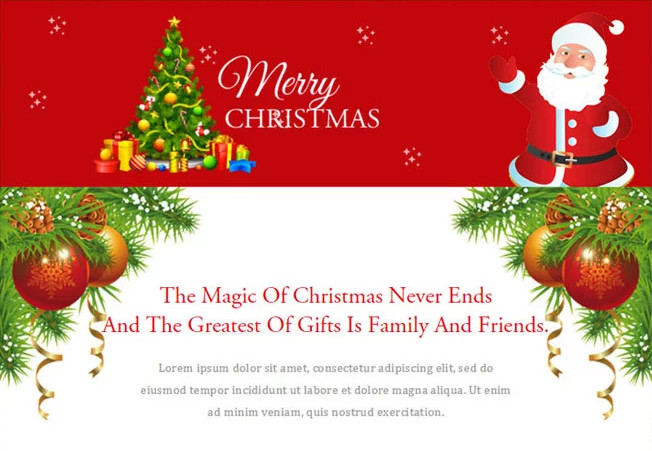 Merry
CHRISTMAS
The Magic Of Christmas Never Ends
And The Greatest Of Gifts Is Family And Friends.
Lorem ipsum dolor sit amet, consectetur adipiscing elit, sed do
eiusmod tempor incididunt ut labore et dolore magna aliqua. Ut enim
ad minim veniam, quis nostrud exercitation.